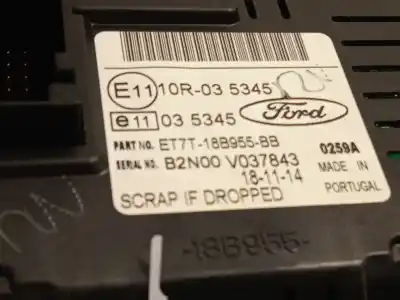 E11 10R-03 5345
e 11 03 5345 Ford
PART NO. ET7T-18B955-BB
SERIAL NO. B2N00 V037843 0259A
18-11-14 MADE IN
SCRAP IF DROPPED PORTUGAL
-18B955-